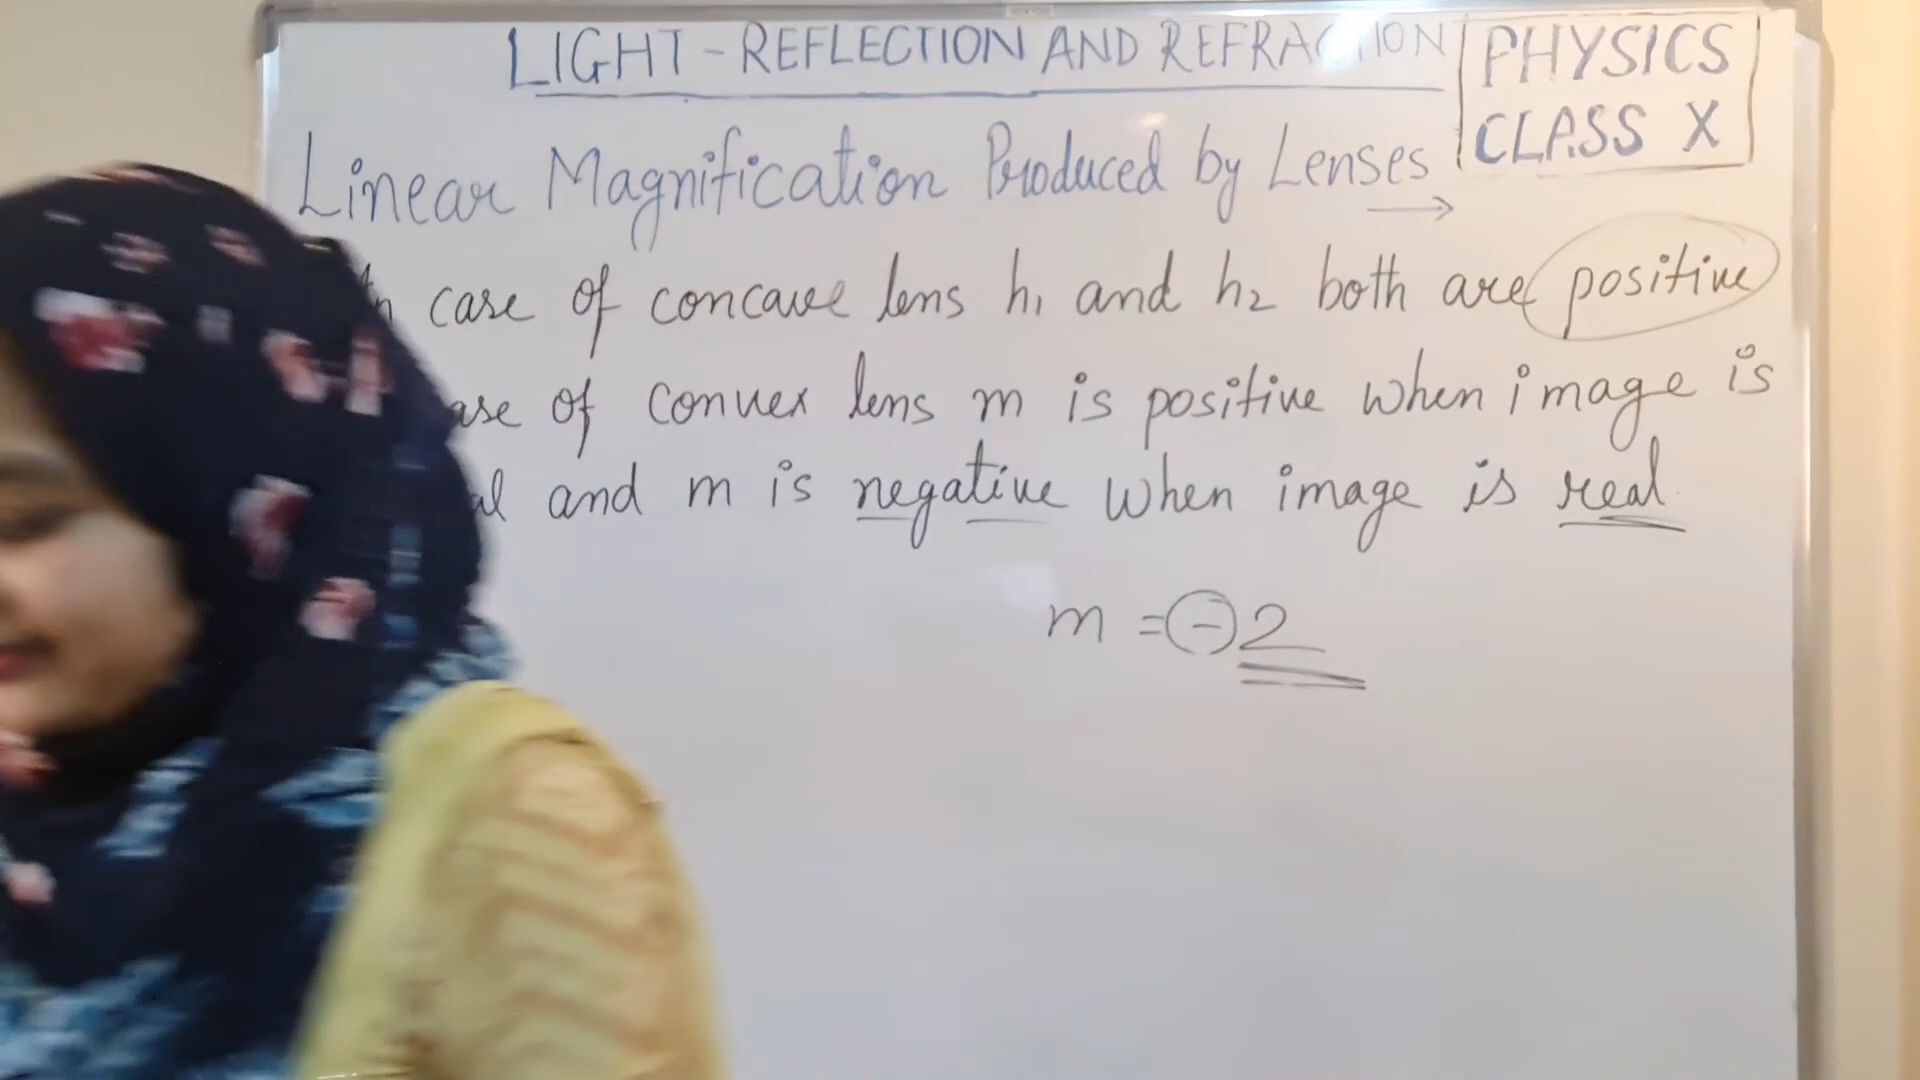 LIGHT - REFLECTION AND REFRACTION
PHYSICS
CLASS X
Linear Magnification Produced by Lenses →
In case of concave lens h₁ and h₂ both are positive
of convex lens m is positive when image is
and m is negative when image is real
m = -2